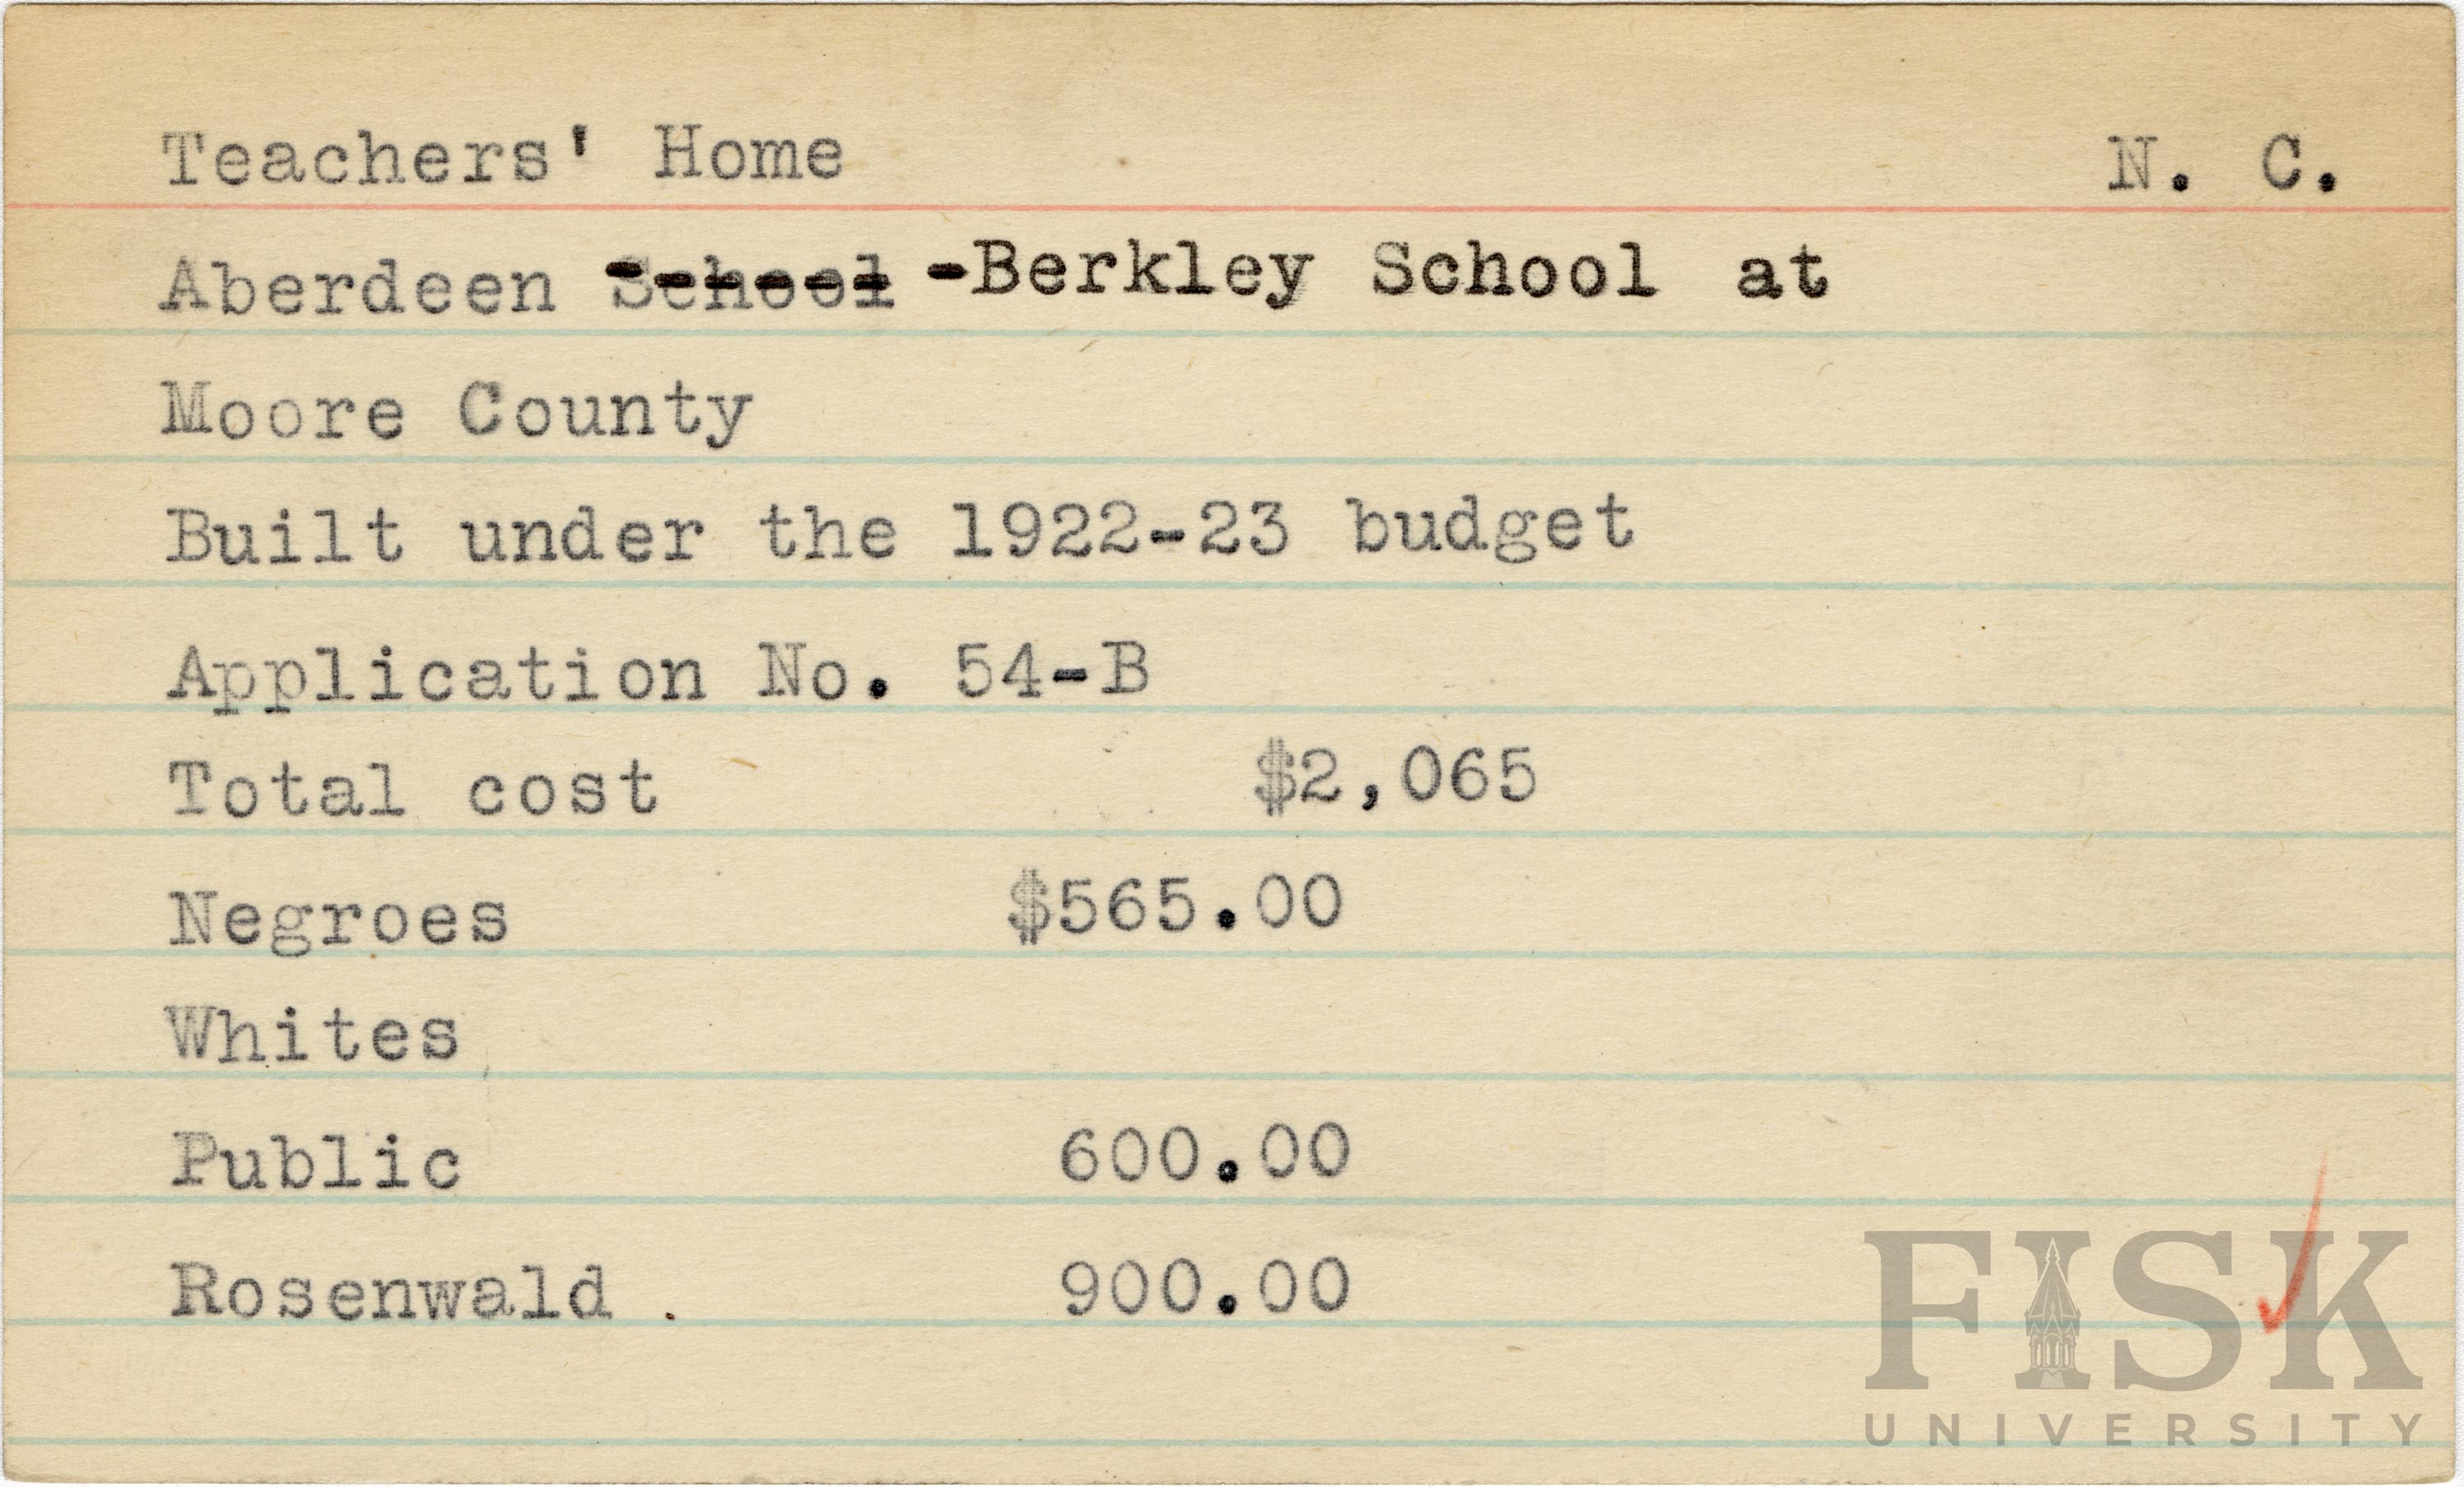 Teachers' Home N. C.
Aberdeen School -Berkley School at
Moore County
Built under the 1922-23 budget
Application No. 54-B
Total cost $2,065
Negroes $565.00
Whites
Public 600.00
Rosenwald 900.00
FISK
UNIVERSITY